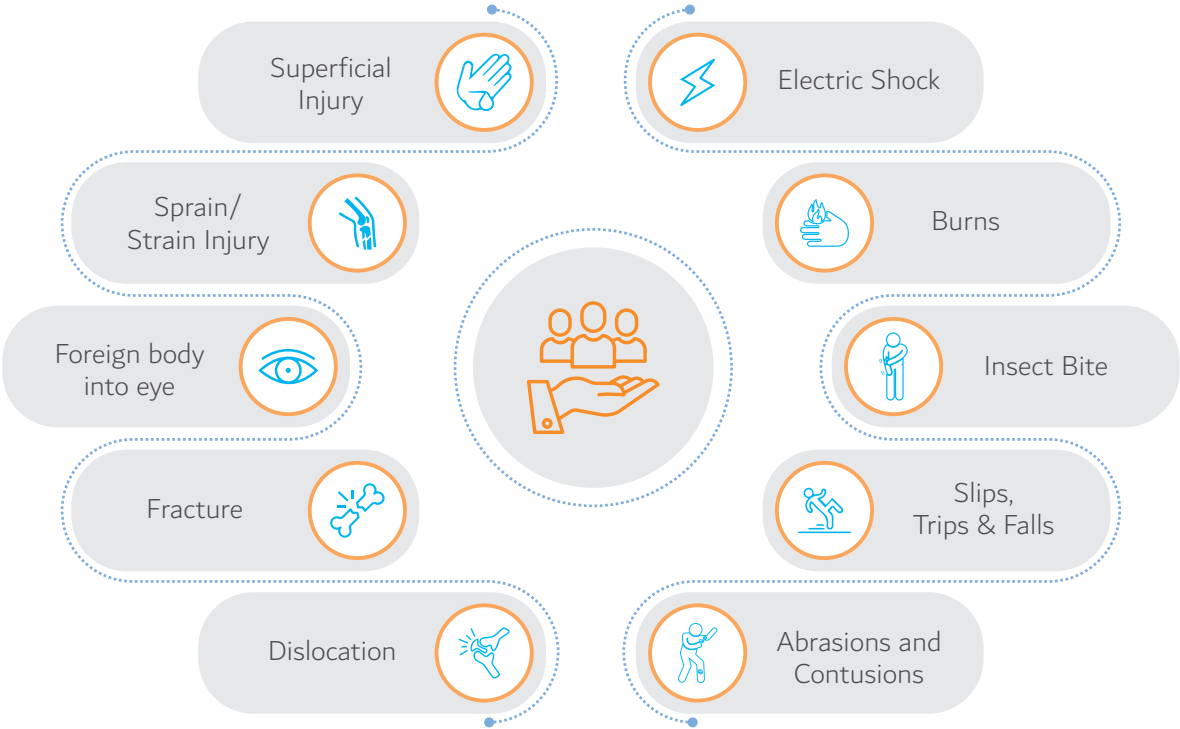 Superficial
Injury
Electric Shock
Sprain/
Strain Injury
Burns
Foreign body
into eye
Insect Bite
Fracture
Slips,
Trips & Falls
Dislocation
Abrasions and
Contusions